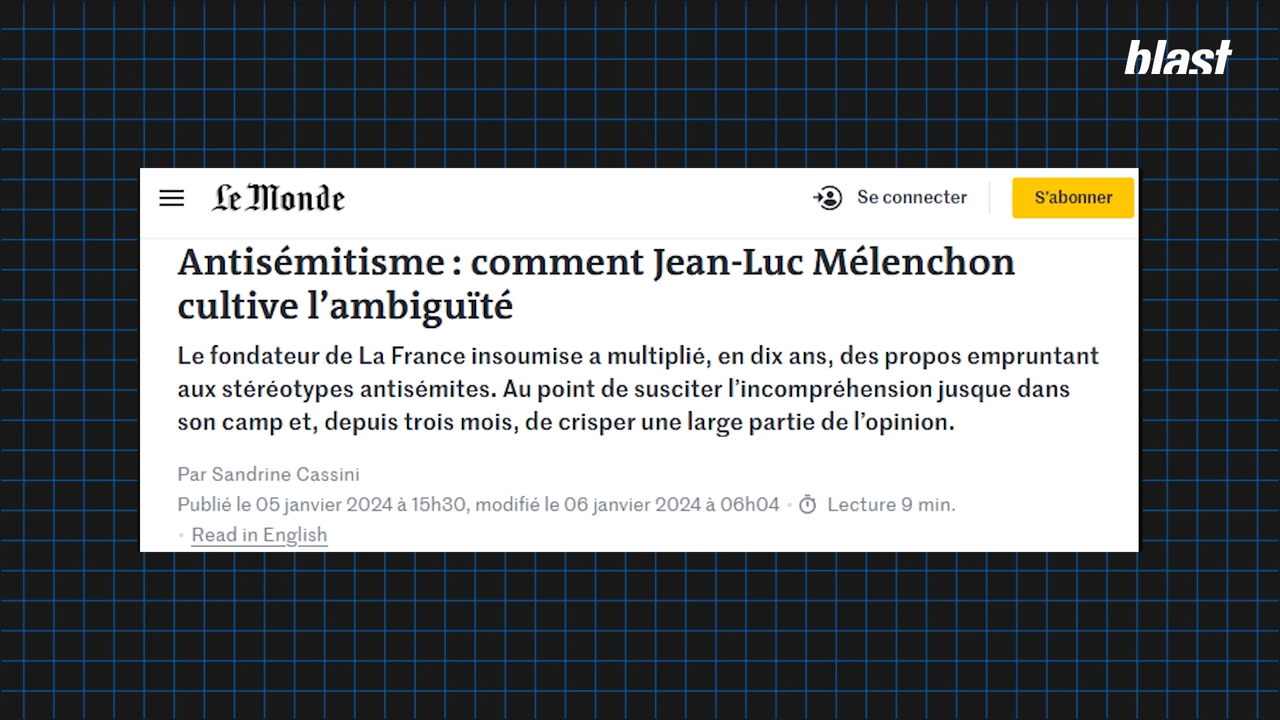 blast
Le Monde
Se connecter
S'abonner
Antisémitisme : comment Jean-Luc Mélenchon
cultive l’ambiguïté
Le fondateur de La France insoumise a multiplié, en dix ans, des propos empruntant
aux stéréotypes antisémites. Au point de susciter l’incompréhension jusque dans
son camp et, depuis trois mois, de crisper une large partie de l’opinion.
Par Sandrine Cassini
Publié le 05 janvier 2024 à 15h30, modifié le 06 janvier 2024 à 06h04 • Lecture 9 min.
• Read in English